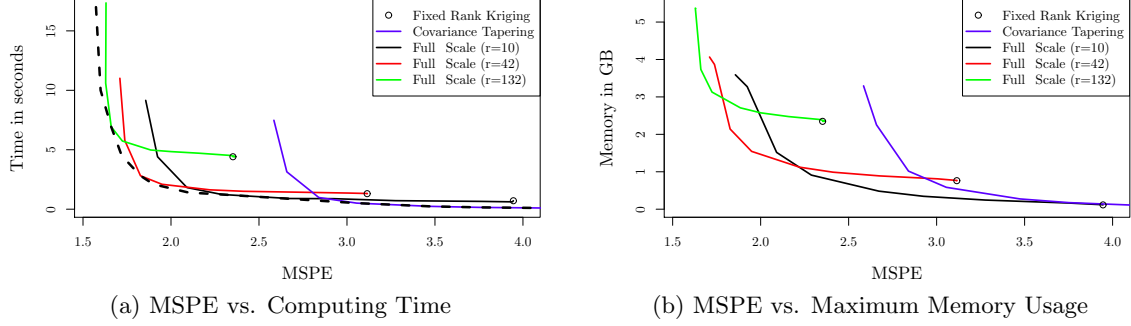 Time in seconds
15
10
5
0
1.5 2.0 2.5 3.0 3.5 4.0
MSPE
Fixed Rank Kriging
Covariance Tapering
Full Scale (r=10)
Full Scale (r=42)
Full Scale (r=132)
(a) MSPE vs. Computing Time
Memory in GB
5
4
3
2
1
0
1.5 2.0 2.5 3.0 3.5 4.0
MSPE
Fixed Rank Kriging
Covariance Tapering
Full Scale (r=10)
Full Scale (r=42)
Full Scale (r=132)
(b) MSPE vs. Maximum Memory Usage